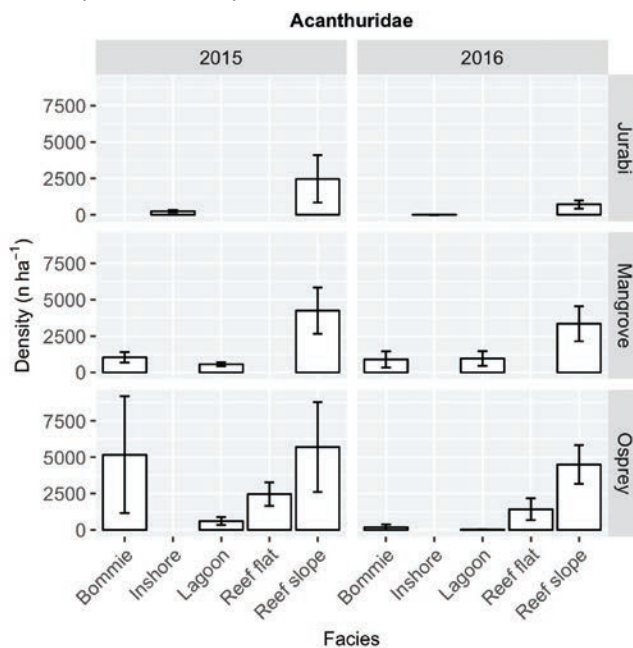 Acanthuridae
2015
2016
7500
5000
2500
0
Jurabi
7500
5000
2500
0
Mangrove
7500
5000
2500
0
Osprey
Density (n ha⁻¹)
Bommie
Inshore
Lagoon
Reef flat
Reef slope
Bommie
Inshore
Lagoon
Reef flat
Reef slope
Facies